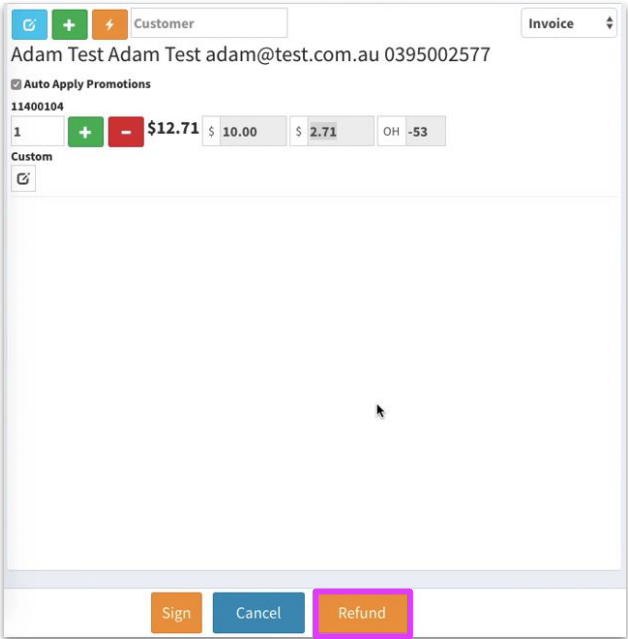 Customer
Invoice
Adam Test Adam Test adam@test.com.au 0395002577
Auto Apply Promotions
11400104
1 $12.71 $ 10.00 $ 2.71 OH -53
Custom
Sign Cancel Refund